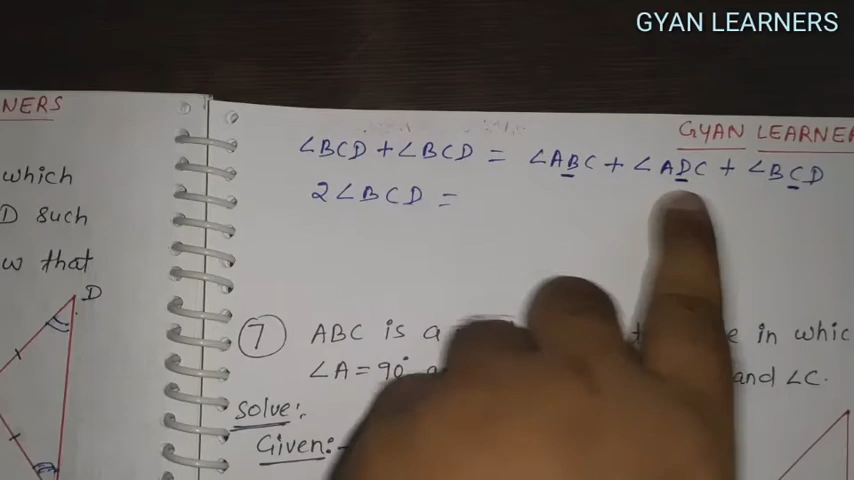 GYAN LEARNERS
NERS
which
D such
w that
D
GYAN LEARNER
∠BCD + ∠BCD = ∠ABC + ∠ADC + ∠BCD
2∠BCD =
7 ABC is a e in whic
∠A = 90° and ∠C.
Solve:
Given:-